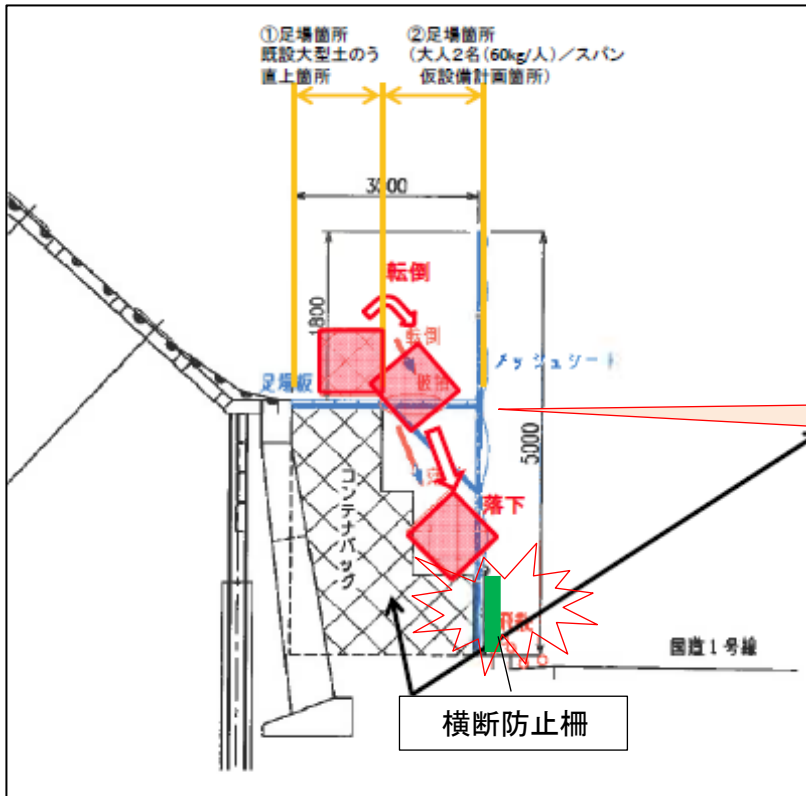 ①足場箇所
既設大型土のう
直上箇所
②足場箇所
(大人2名(60kg/人)/スパン
仮設備計画箇所)
3000
転倒
1800
転倒
足場板
メッシュシート
5000
コンテナバッグ
落下
飛散
国道1号線
横断防止柵